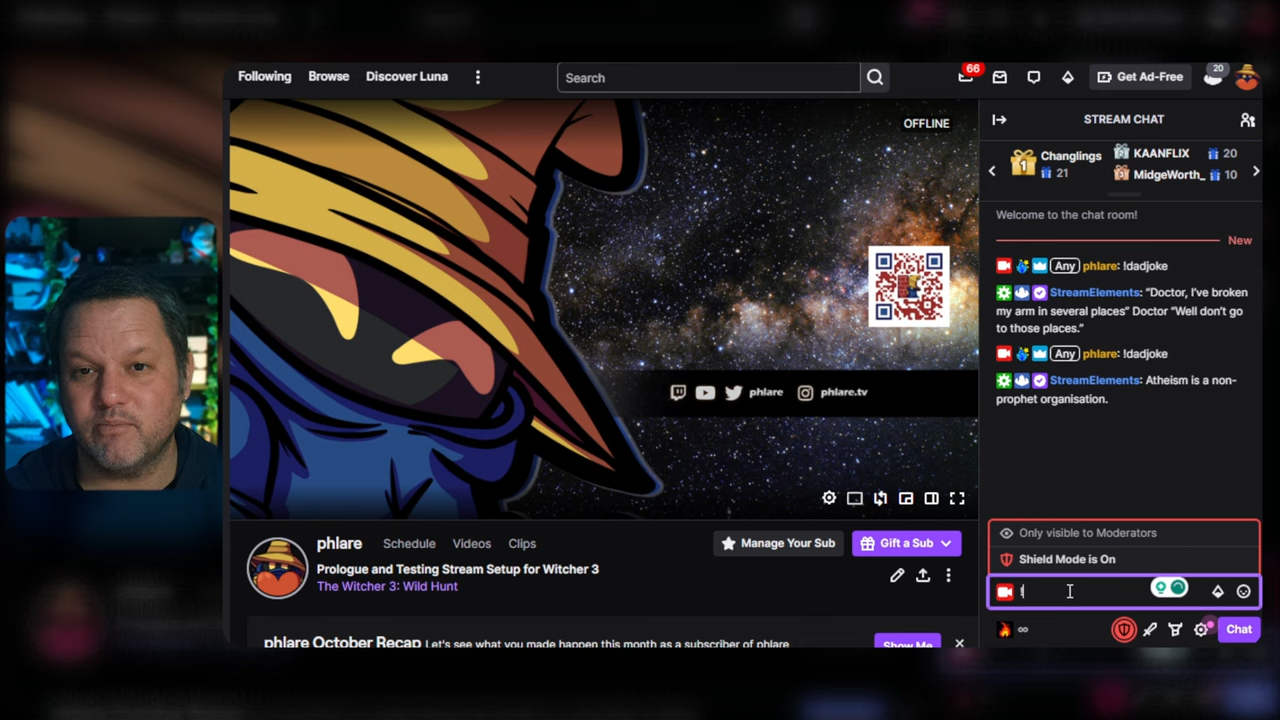 Following Browse Discover Luna
Search
66
Get Ad-Free
20
OFFLINE
STREAM CHAT
1 Changlings
21
2 KAANFLIX 20
3 MidgeWorth_ 10
Welcome to the chat room!
New
Any phlare: !dadjoke
StreamElements: “Doctor, I’ve broken
my arm in several places” Doctor “Well don’t go
to those places.”
Any phlare: !dadjoke
StreamElements: Atheism is a non-
prophet organisation.
phlare phlare.tv
Only visible to Moderators
Shield Mode is On
!
∞
Chat
phlare Schedule Videos Clips
Manage Your Sub
Gift a Sub
Prologue and Testing Stream Setup for Witcher 3
The Witcher 3: Wild Hunt
phlare October Recap Let's see what you made happen this month as a subscriber of phlare
Show Me